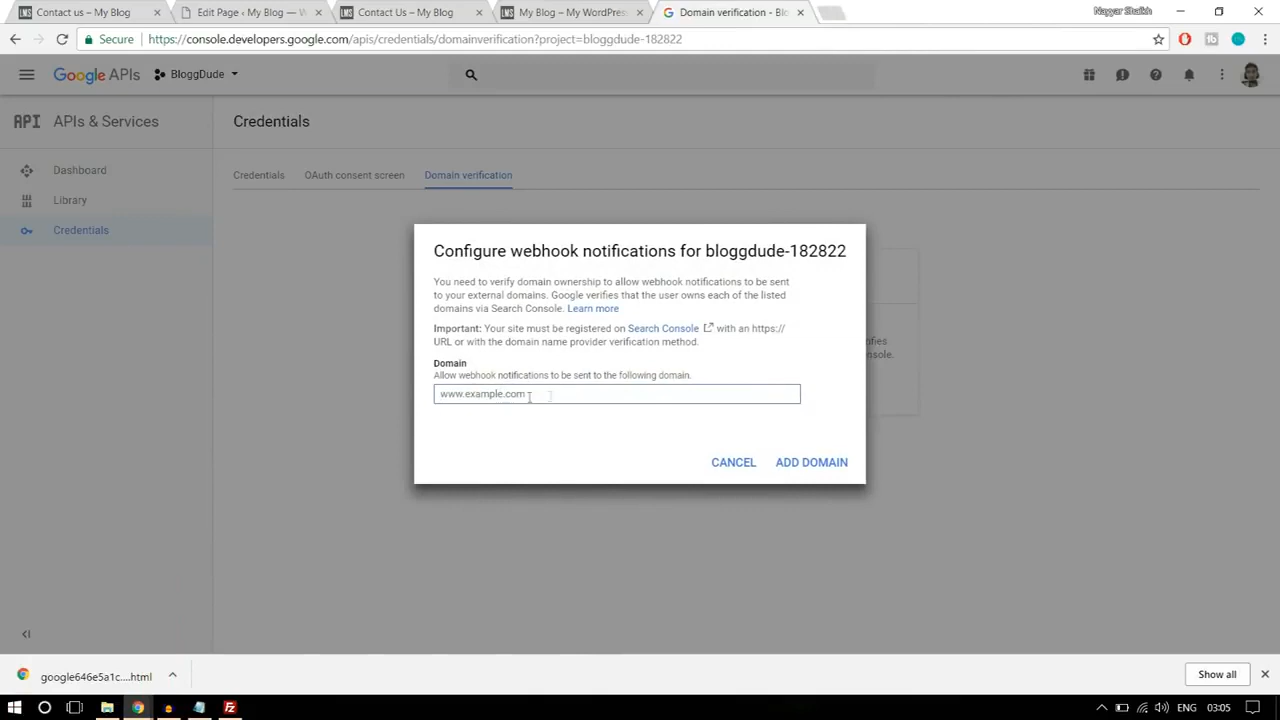 Contact us – My Blog
Edit Page ‹ My Blog — W
Contact Us – My Blog
My Blog – My WordPress
Domain verification - Blo
Nayyar Shaikh
Secure
https://console.developers.google.com/apis/credentials/domainverification?project=bloggdude-182822
Google APIs
BloggDude
API APIs & Services
Credentials
Dashboard
Library
Credentials
Credentials
OAuth consent screen
Domain verification
Configure webhook notifications for bloggdude-182822
You need to verify domain ownership to allow webhook notifications to be sent
to your external domains. Google verifies that the user owns each of the listed
domains via Search Console. Learn more
Important: Your site must be registered on Search Console with an https://
URL or with the domain name provider verification method.
Domain
Allow webhook notifications to be sent to the following domain.
www.example.com
CANCEL
ADD DOMAIN
google646e5a1c....html
Show all
ENG
03:05